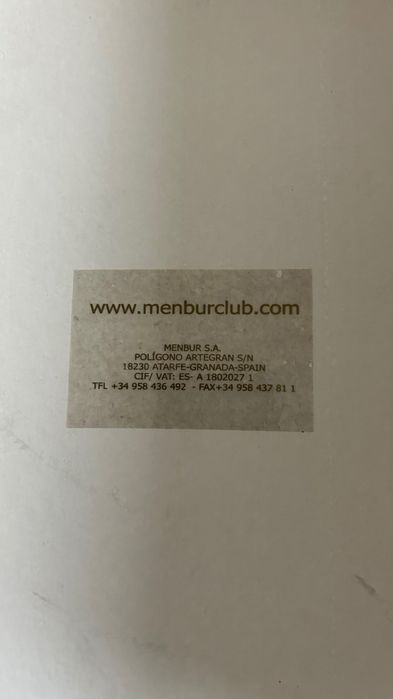 www.menburclub.com
MENBUR S.A.
POLÍGONO ARTEGRAN S/N
18230 ATARFE-GRANADA-SPAIN
CIF/ VAT: ES- A 1802027 1
TFL +34 958 436 492 - FAX+34 958 437 81 1